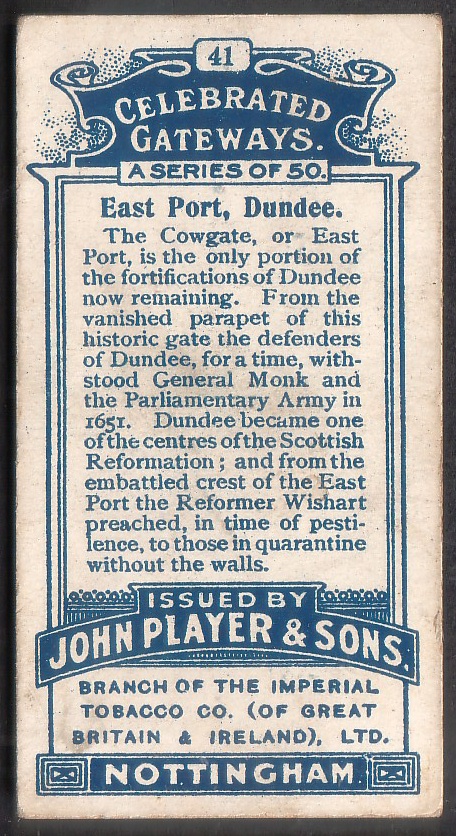 41
CELEBRATED
GATEWAYS.
A SERIES OF 50.
East Port, Dundee.
The Cowgate, or East
Port, is the only portion of
the fortifications of Dundee
now remaining. From the
vanished parapet of this
historic gate the defenders
of Dundee, for a time, with-
stood General Monk and
the Parliamentary Army in
1651. Dundee became one
of the centres of the Scottish
Reformation; and from the
embattled crest of the East
Port the Reformer Wishart
preached, in time of pesti-
lence, to those in quarantine
without the walls.
ISSUED BY
JOHN PLAYER & SONS.
BRANCH OF THE IMPERIAL
TOBACCO CO. (OF GREAT
BRITAIN & IRELAND), LTD.
NOTTINGHAM